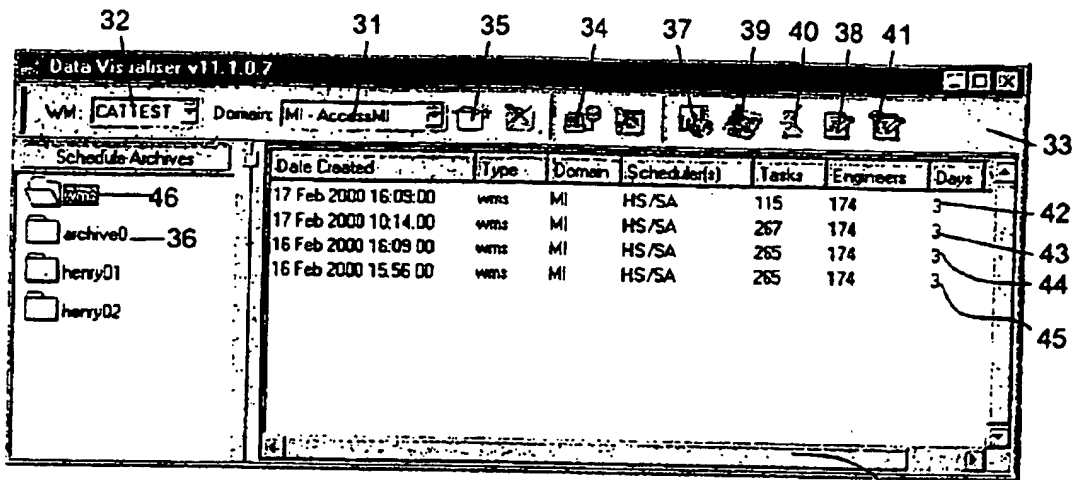 32 31 35 34 37 39 40 38 41
Data Visualiser v11.1.0.7
WM: CATTEST Domain: MI - AccessMI
33
Schedule Archives
Date Created Type Domain Scheduler(s) Tasks Engineers Days
46
17 Feb 2000 16:09:00 wms MI HS/SA 115 174 3
42
archive0 36
17 Feb 2000 10:14.00 wms MI HS/SA 267 174 3
43
16 Feb 2000 16:09 00 wms MI HS/SA 265 174 3
44
henry01
16 Feb 2000 15.56 00 wms MI HS/SA 265 174 3
45
henry02